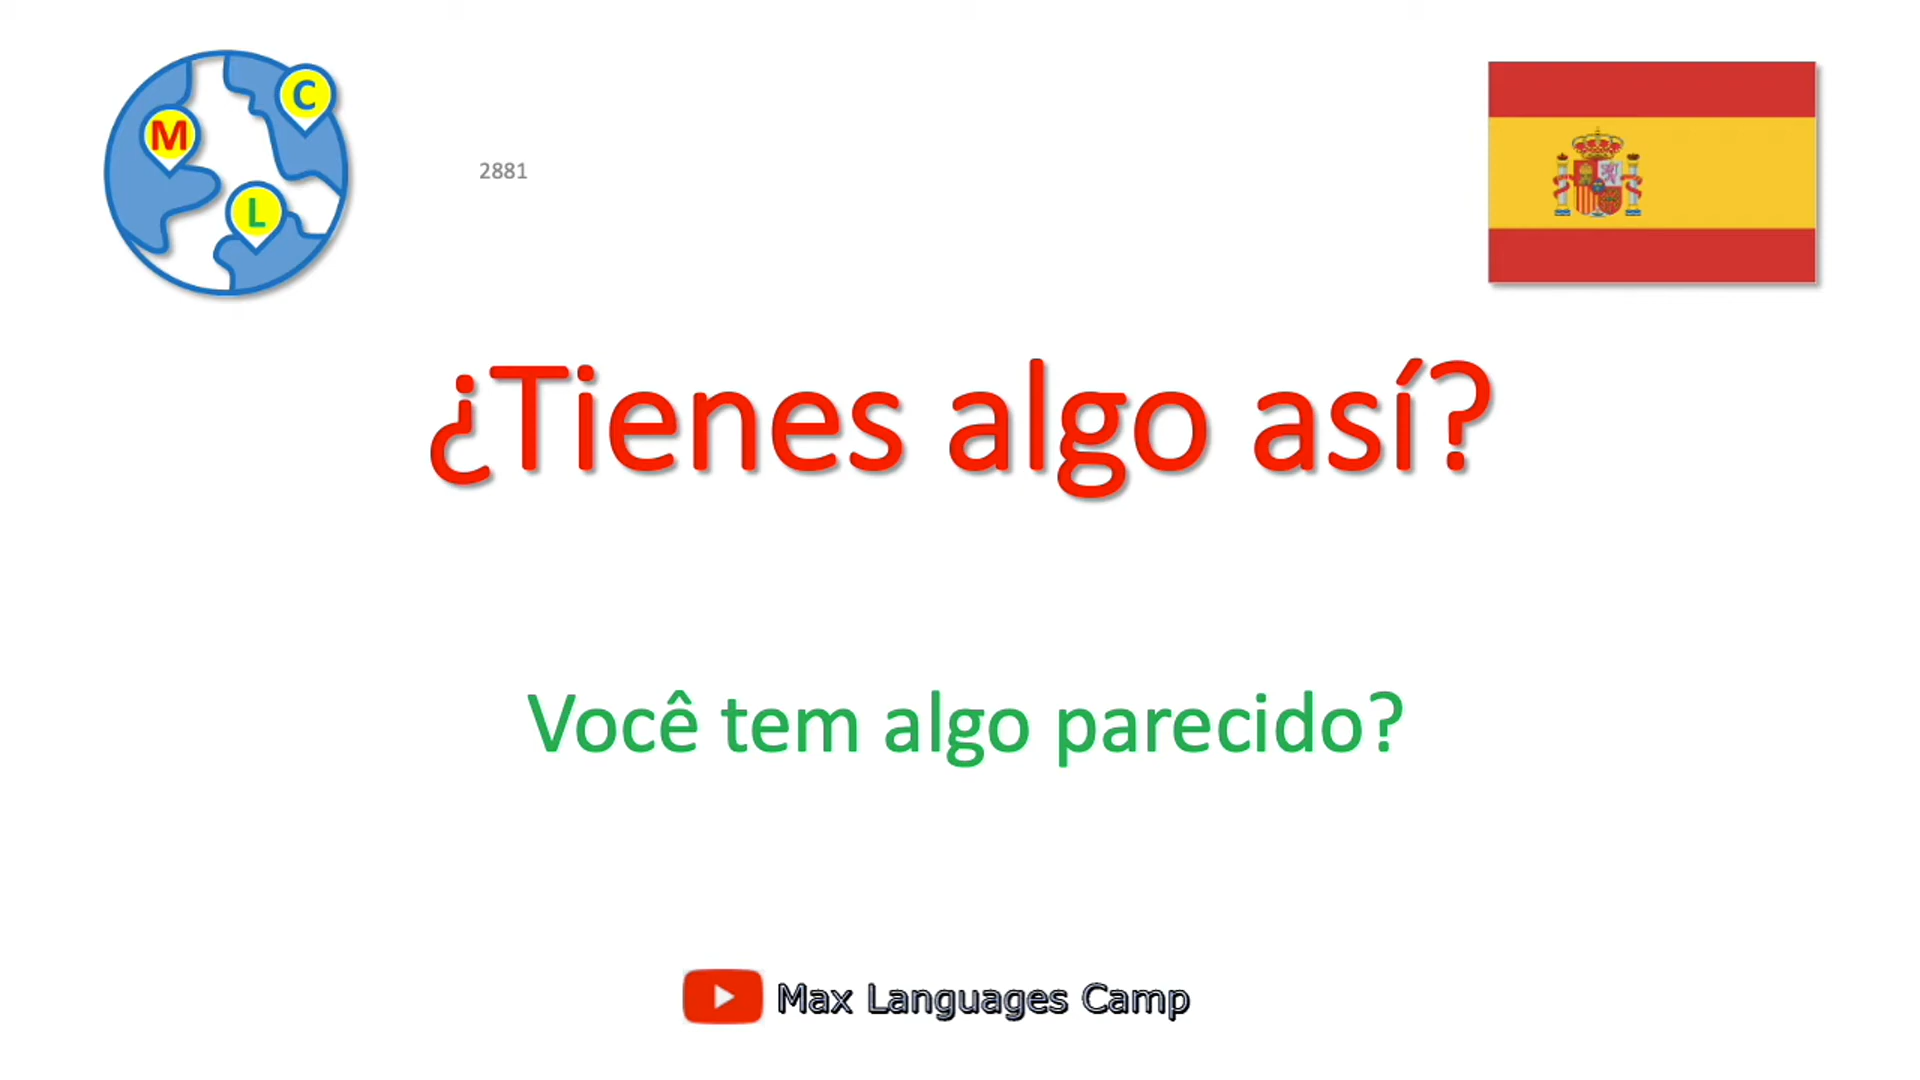 C
M
L
2881
¿Tienes algo así?
Você tem algo parecido?
Max Languages Camp